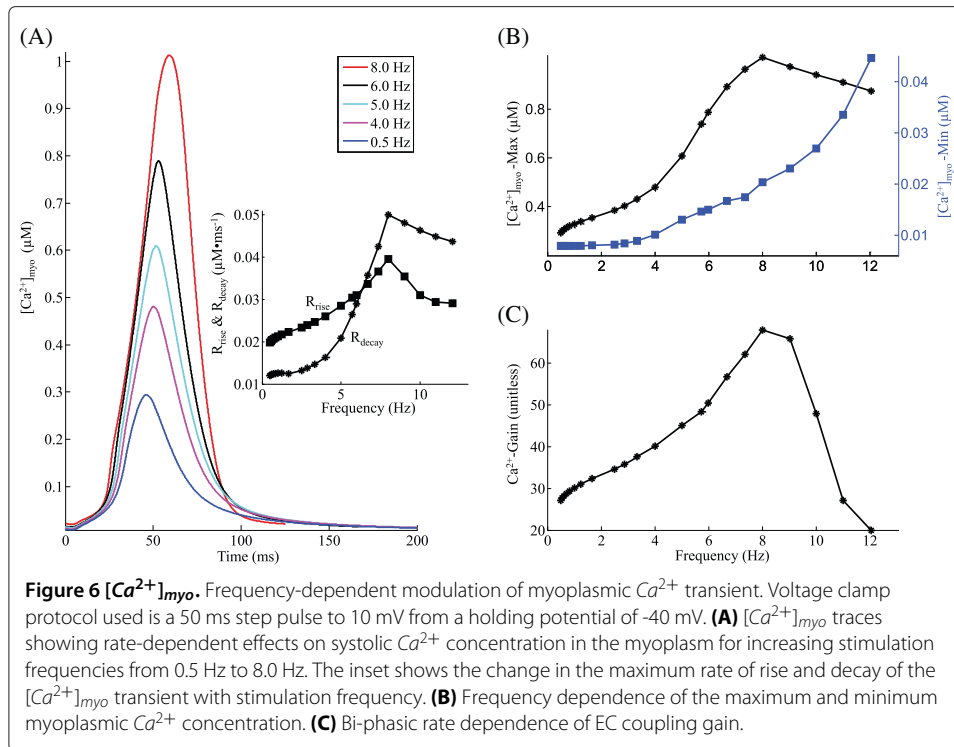 (A)
1
0.9
0.8
0.7
0.6
0.5
0.4
0.3
0.2
0.1
[Ca²⁺]myo (μM)
0
50
100
150
200
Time (ms)
8.0 Hz
6.0 Hz
5.0 Hz
4.0 Hz
0.5 Hz
0.05
0.04
0.03
0.02
0.01
Rrise & Rdecay (μM•ms⁻¹)
Rrise
Rdecay
0
5
10
Frequency (Hz)
(B)
0.8
0.6
0.4
[Ca²⁺]myo-Max (μM)
0.04
0.03
0.02
0.01
[Ca²⁺]myo-Min (μM)
0
2
4
6
8
10
12
(C)
60
50
40
30
20
Ca²⁺-Gain (unitless)
0
2
4
6
8
10
12
Frequency (Hz)
Figure 6 [Ca²⁺]myo. Frequency-dependent modulation of myoplasmic Ca²⁺ transient. Voltage clamp
protocol used is a 50 ms step pulse to 10 mV from a holding potential of -40 mV. (A) [Ca²⁺]myo traces
showing rate-dependent effects on systolic Ca²⁺ concentration in the myoplasm for increasing stimulation
frequencies from 0.5 Hz to 8.0 Hz. The inset shows the change in the maximum rate of rise and decay of the
[Ca²⁺]myo transient with stimulation frequency. (B) Frequency dependence of the maximum and minimum
myoplasmic Ca²⁺ concentration. (C) Bi-phasic rate dependence of EC coupling gain.